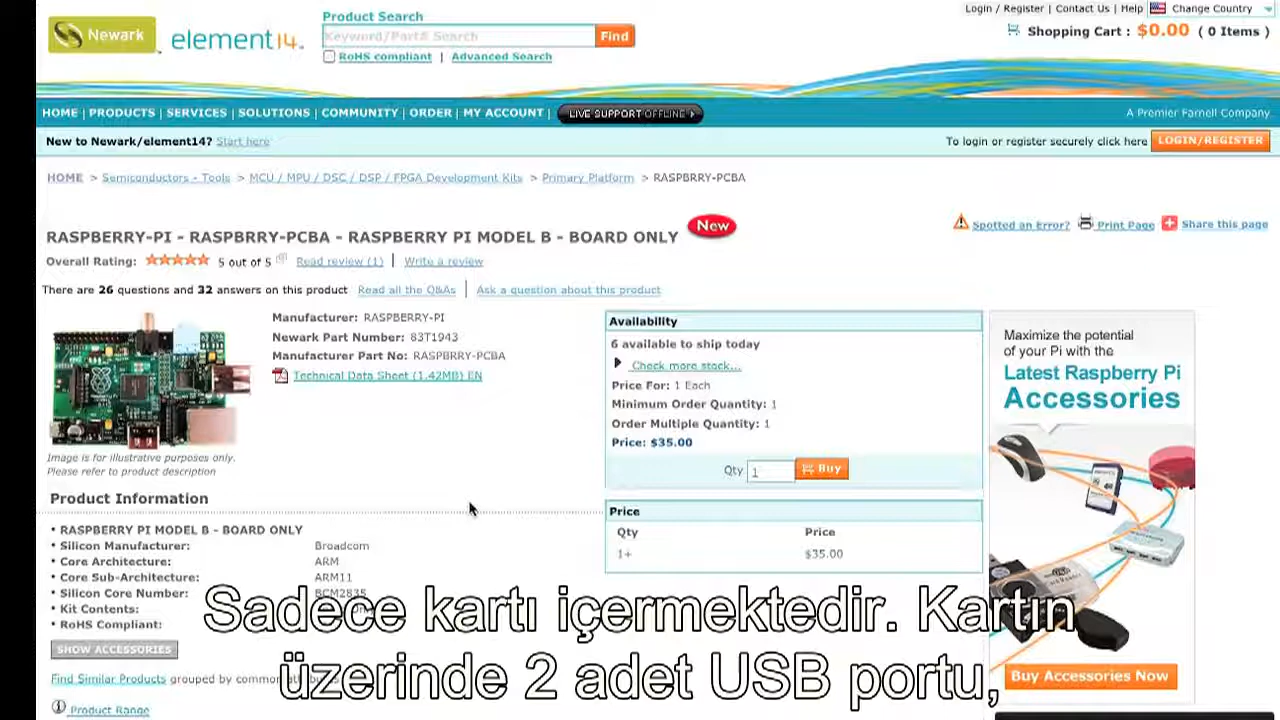 Newark
element14
Product Search
Keyword/Part# Search
Find
RoHS compliant | Advanced Search
Login / Register | Contact Us | Help
Change Country
Shopping Cart : $0.00 ( 0 Items )
HOME | PRODUCTS | SERVICES | SOLUTIONS | COMMUNITY | ORDER | MY ACCOUNT |
LIVE SUPPORT OFFLINE
A Premier Farnell Company
New to Newark/element14? Start here
To login or register securely click here
LOGIN/REGISTER
HOME > Semiconductors - Tools > MCU / MPU / DSC / DSP / FPGA Development Kits > Primary Platform > RASPBRRY-PCBA
RASPBERRY-PI - RASPBRRY-PCBA - RASPBERRY PI MODEL B - BOARD ONLY
New
Spotted an Error?
Print Page
Share this page
Overall Rating: 5 out of 5 Read review (1) | Write a review
There are 26 questions and 32 answers on this product Read all the Q&As | Ask a question about this product
Manufacturer: RASPBERRY-PI
Newark Part Number: 83T1943
Manufacturer Part No: RASPBRRY-PCBA
Technical Data Sheet (1.42MB) EN
Image is for illustrative purposes only.
Please refer to product description
Availability
6 available to ship today
Check more stock...
Price For: 1 Each
Minimum Order Quantity: 1
Order Multiple Quantity: 1
Price: $35.00
Qty 1 Buy
Price
Qty Price
1+ $35.00
Maximize the potential
of your Pi with the
Latest Raspberry Pi
Accessories
Buy Accessories Now
Product Information
• RASPBERRY PI MODEL B - BOARD ONLY
• Silicon Manufacturer: Broadcom
• Core Architecture: ARM
• Core Sub-Architecture: ARM11
• Silicon Core Number: BCM2835
• Kit Contents:
• RoHS Compliant:
SHOW ACCESSORIES
Find Similar Products grouped by common
Product Range
Sadece kartı içermektedir. Kartın
üzerinde 2 adet USB portu,